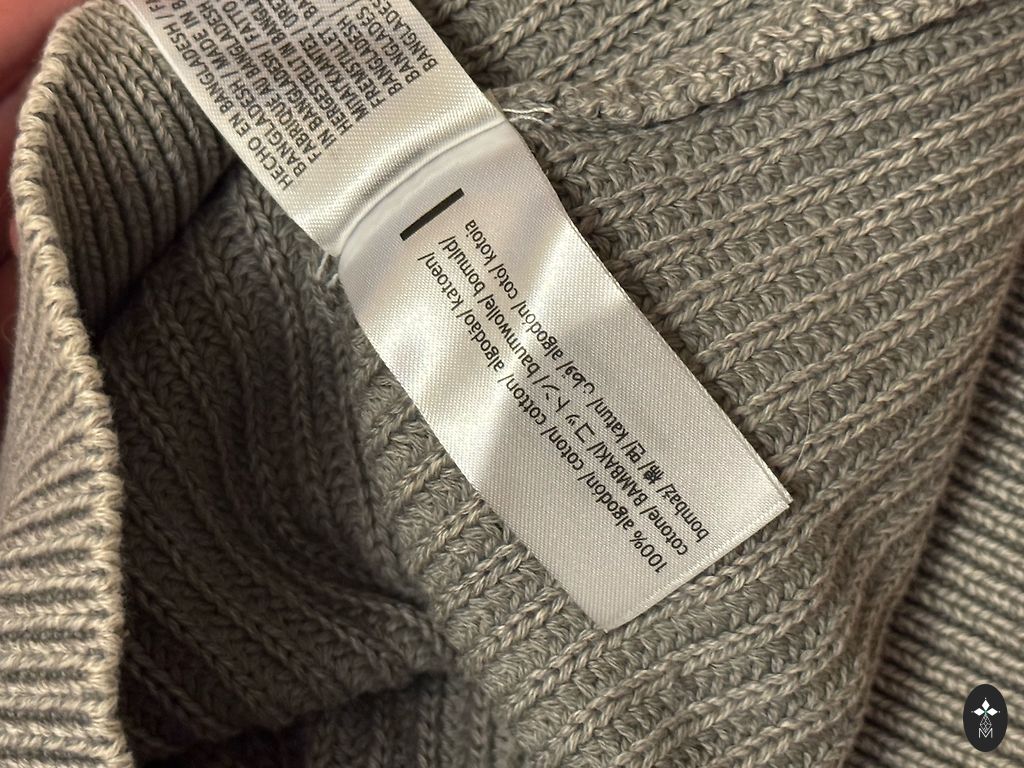 HECHO EN BANGLADESH /
BANGLADESH / MADE IN
FABRIQUÉ AU BANGLADESH /
IN BANGLADESH / FATTO
HERGESTELLT IN
FREMSTILLET
BANGLADESH
BANGLADES
100% algodón/ coton/ cotton/ algodão/ katoen/
cotone/ BAMBAKI/ コットン/ baumwolle/ bomuld/
bombaž/ 棉/ 면/ katun/ قطن/ algodón/ cotó/ kotoia
M